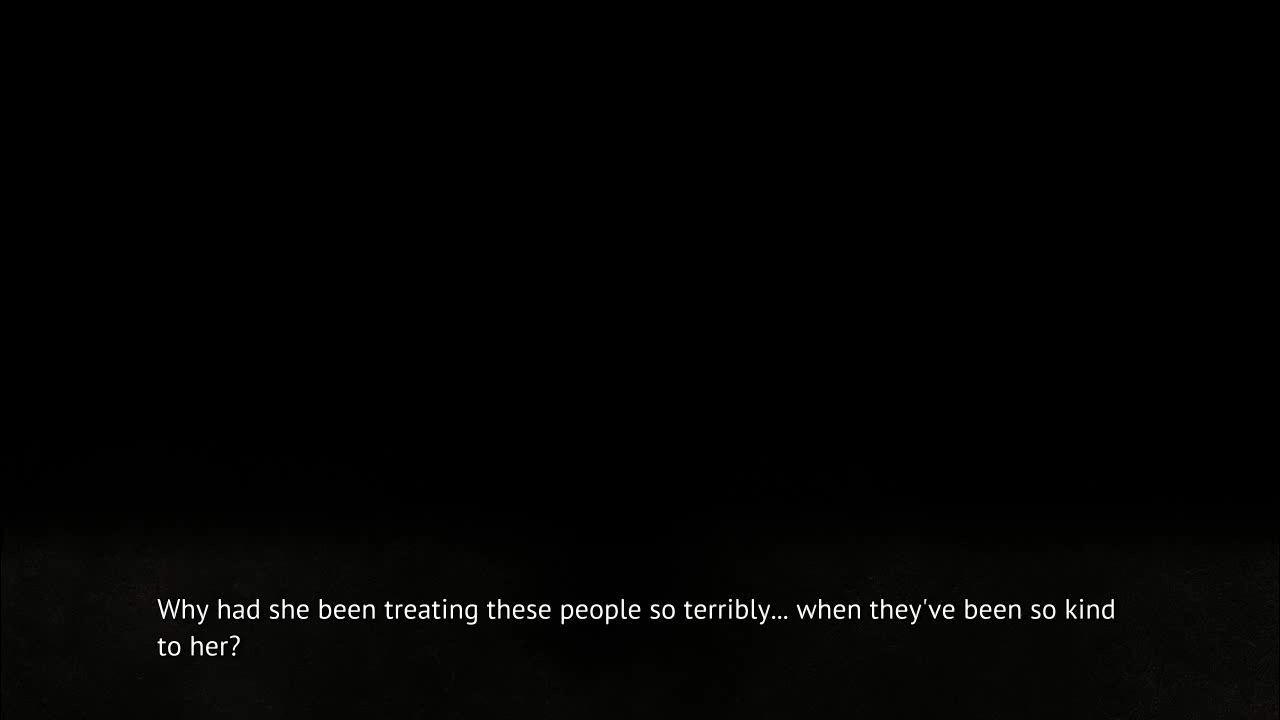 Why had she been treating these people so terribly... when they've been so kind
to her?